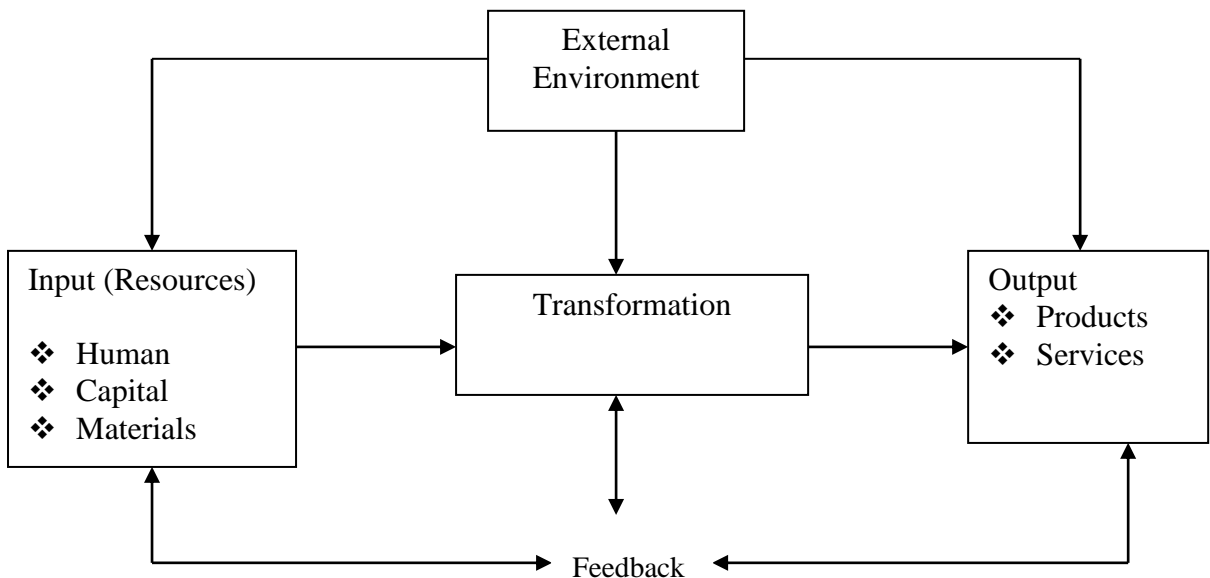 External
Environment
Input (Resources)
❖ Human
❖ Capital
❖ Materials
Transformation
Output
❖ Products
❖ Services
Feedback